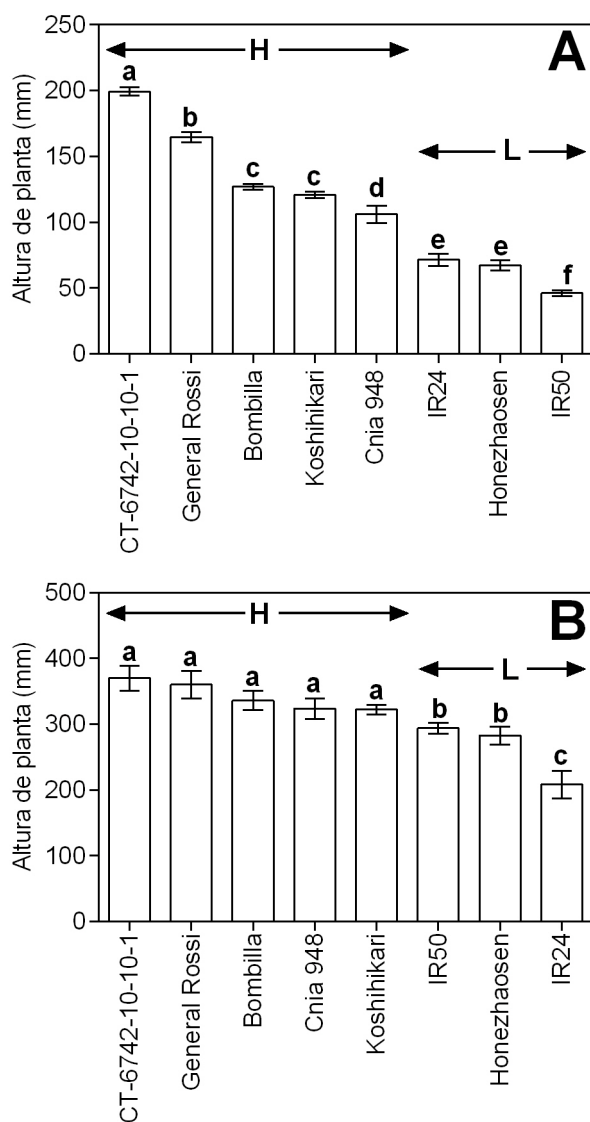 A
H
L
a
b
c
c
d
e
e
f
Altura de planta (mm)
250
200
150
100
50
0
CT-6742-10-10-1
General Rossi
Bombilla
Koshihikari
Cnia 948
IR24
Honezhaosen
IR50
B
H
L
a
a
a
a
a
b
b
c
Altura de planta (mm)
500
400
300
200
100
0
CT-6742-10-10-1
General Rossi
Bombilla
Cnia 948
Koshihikari
IR50
Honezhaosen
IR24